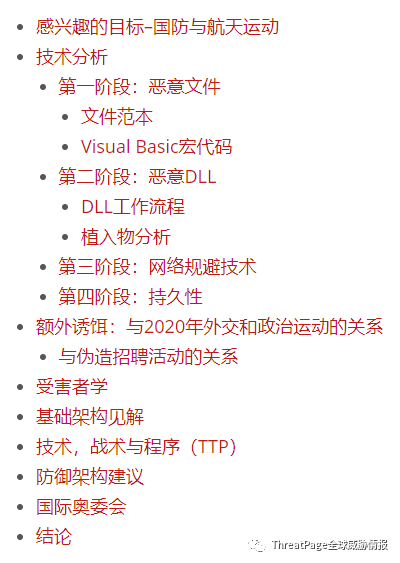 感兴趣的目标–国防与航天运动
技术分析
第一阶段：恶意文件
文件范本
Visual Basic宏代码
第二阶段：恶意DLL
DLL工作流程
植入物分析
第三阶段：网络规避技术
第四阶段：持久性
额外诱饵：与2020年外交和政治运动的关系
与伪造招聘活动的关系
受害者学
基础架构见解
技术，战术与程序（TTP）
防御架构建议
国际奥委会
结论
ThreatPage全球威胁情报